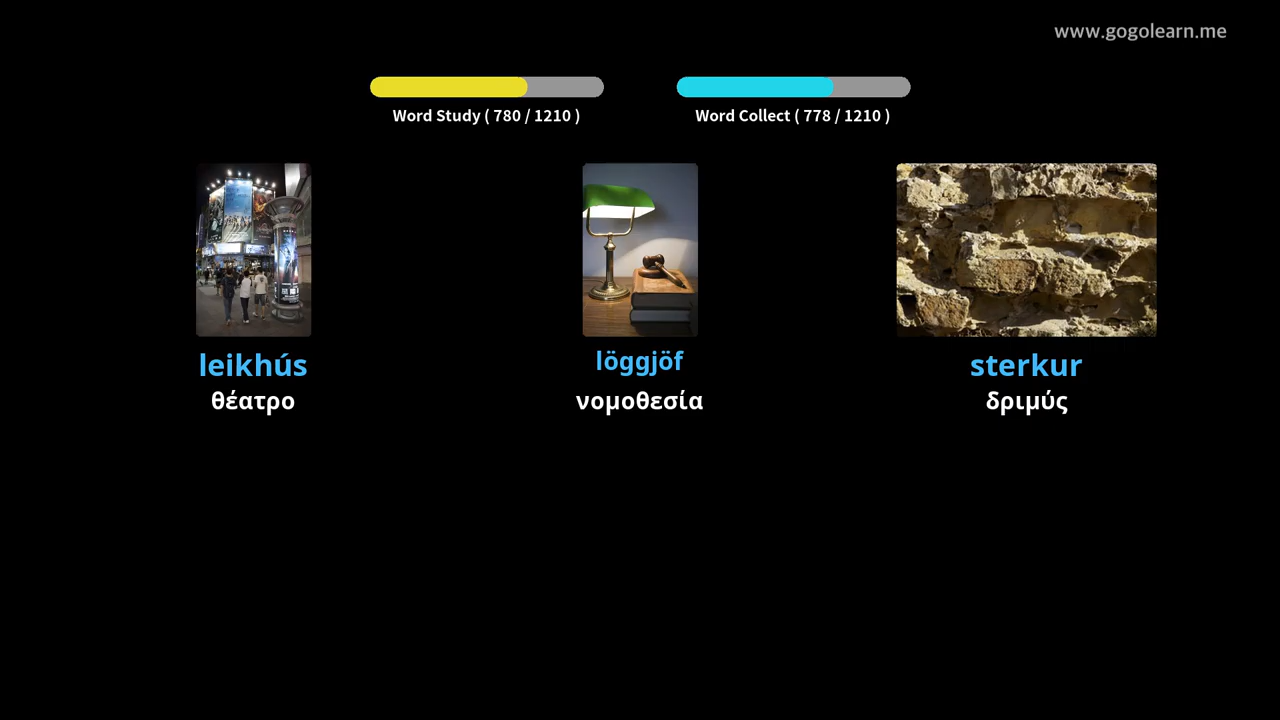 www.gogolearn.me
Word Study ( 780 / 1210 )
Word Collect ( 778 / 1210 )
leikhús
θέατρο
löggjöf
νομοθεσία
sterkur
δριμύς